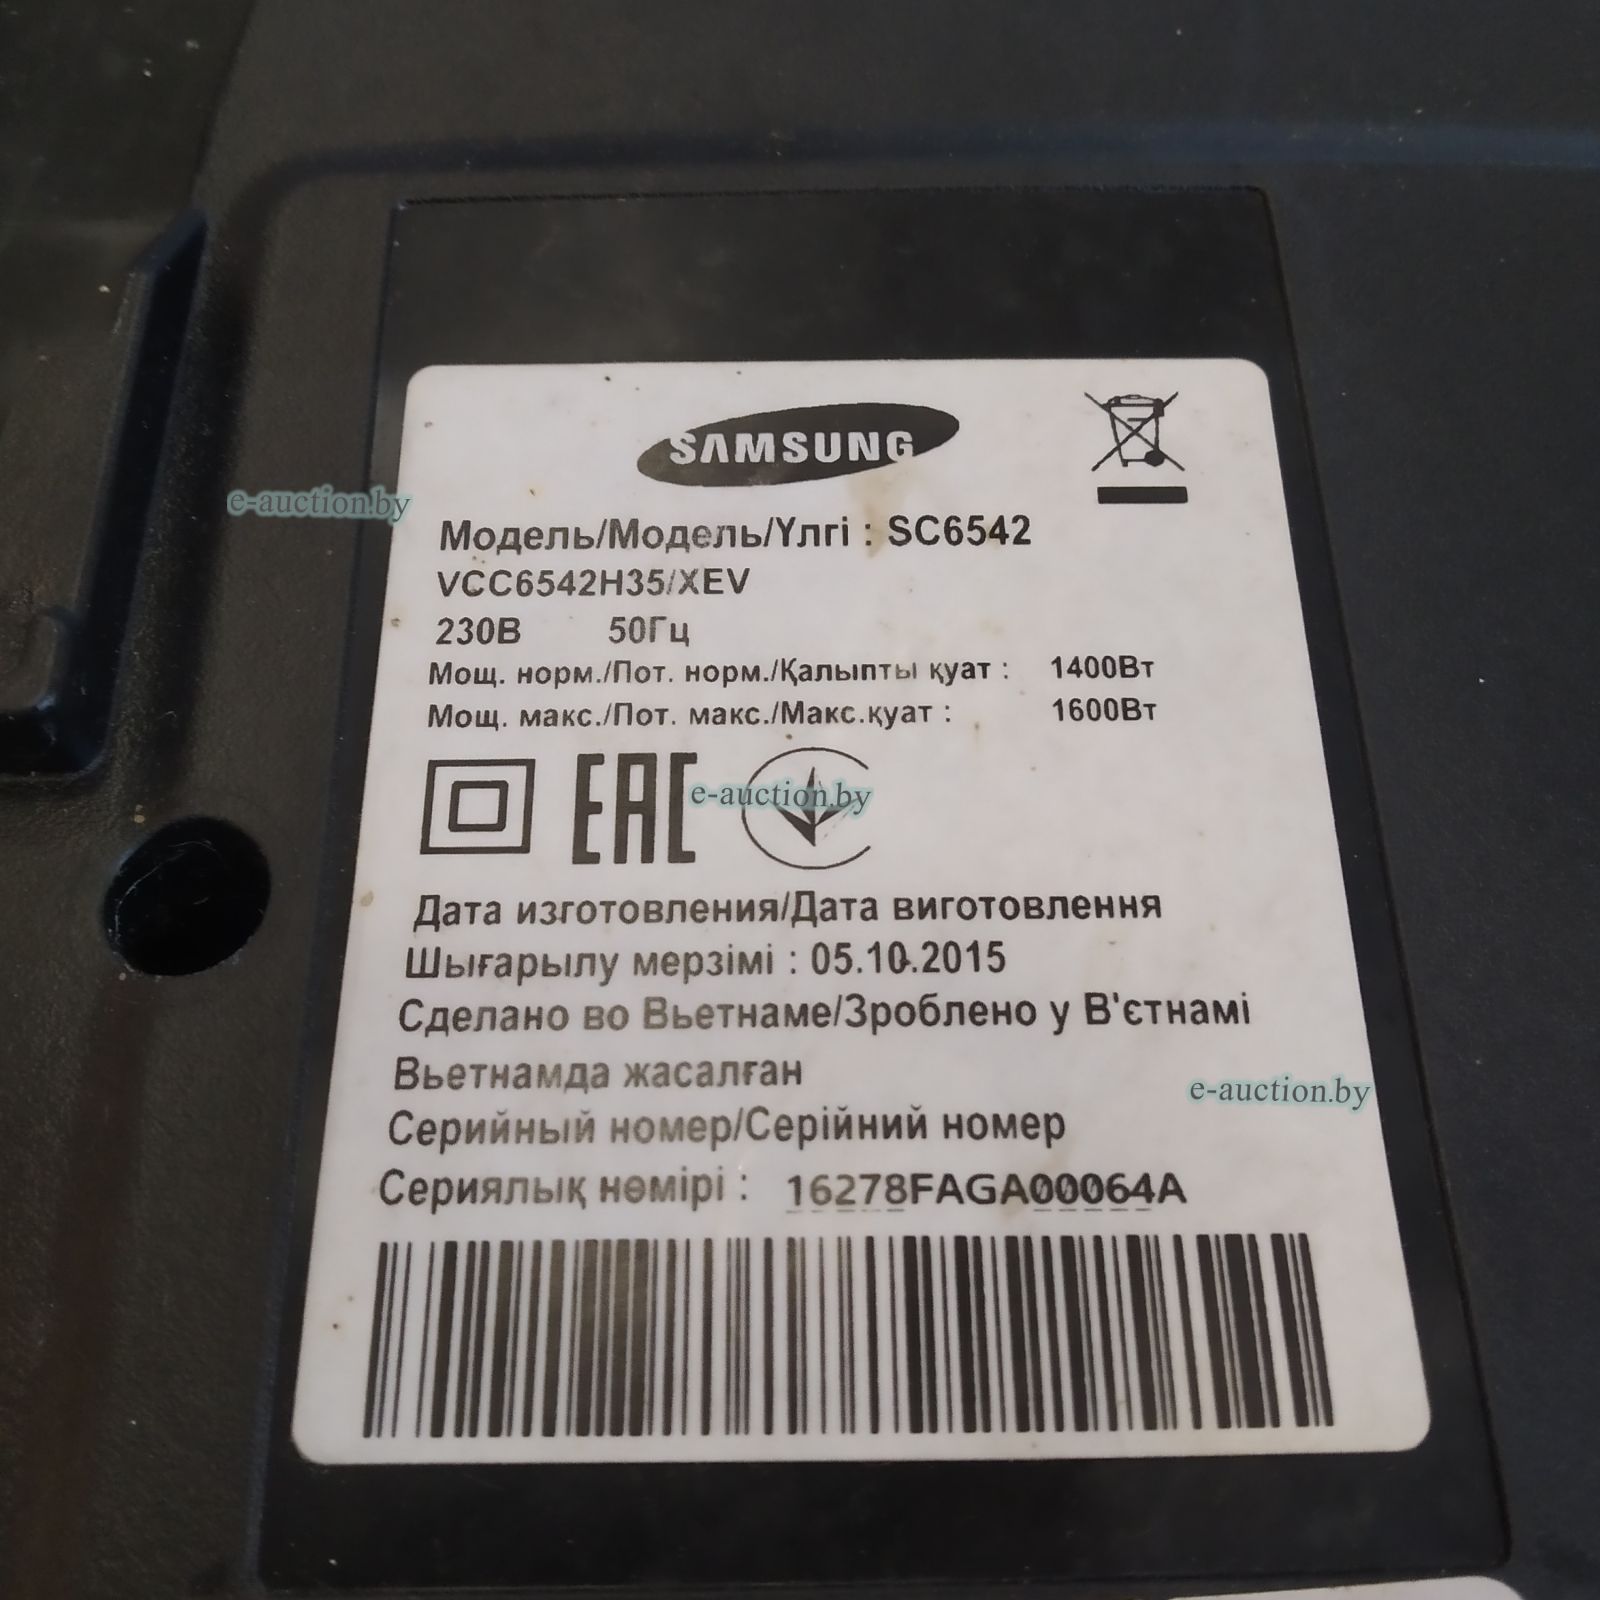 SAMSUNG
Модель/Модель/Үлгі : SC6542
VCC6542H35/XEV
230В 50Гц
Мощ. норм./Пот. норм./Қалыпты қуат : 1400Вт
Мощ. макс./Пот. макс./Макс.қуат : 1600Вт
EAC
Дата изготовления/Дата виготовлення
Шығарылу мерзімі : 05.10.2015
Сделано во Вьетнаме/Зроблено у В'єтнамі
Вьетнамда жасалған
Серийный номер/Серійний номер
Сериялық нөмірі : 16278FAGA00064A
e-auction.by
e-auction.by
e-auction.by